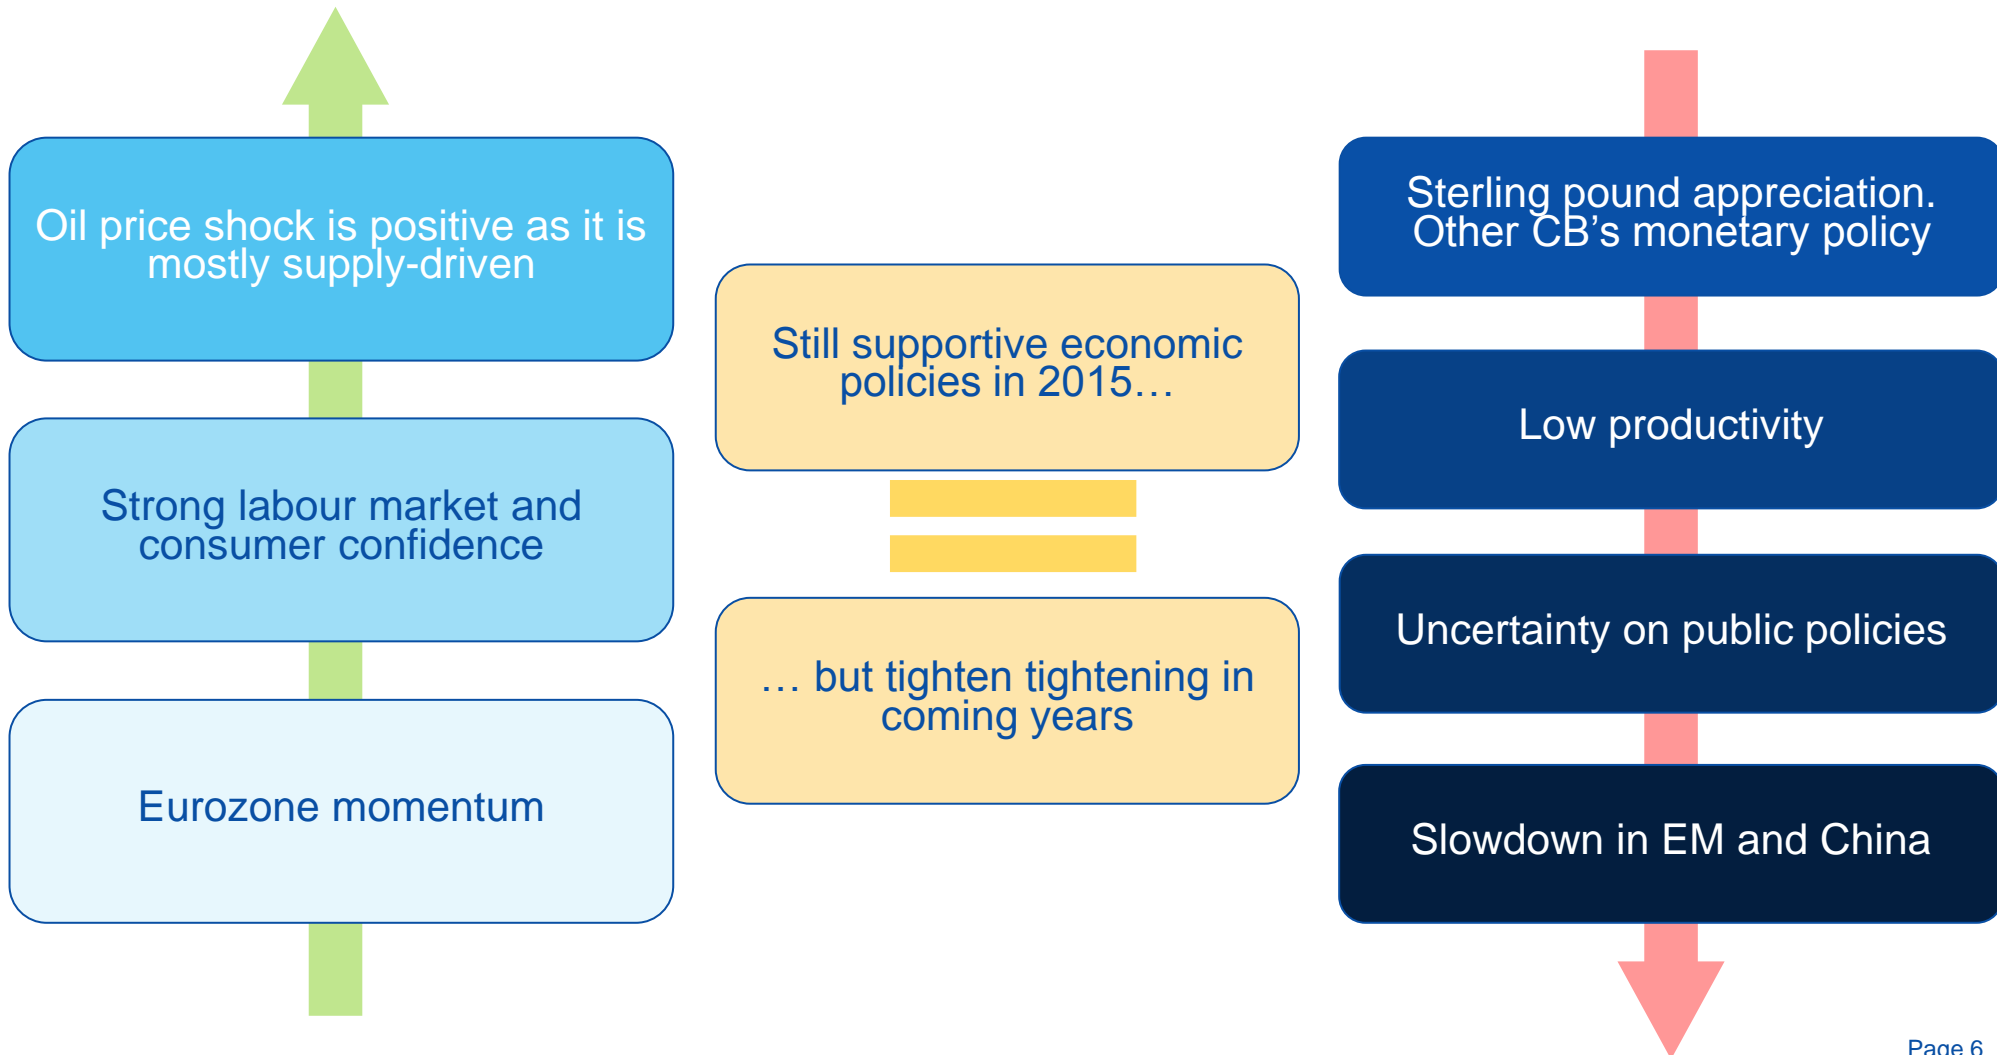 Oil price shock is positive as it is
mostly supply-driven
Strong labour market and
consumer confidence
Eurozone momentum
Still supportive economic
policies in 2015…
… but tighten tightening in
coming years
Sterling pound appreciation.
Other CB’s monetary policy
Low productivity
Uncertainty on public policies
Slowdown in EM and China
Page 6